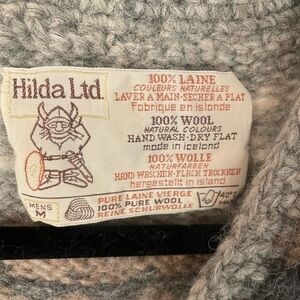 Hilda Ltd.
100% LAINE
COULEURS NATURELLES
LAVER A MAIN-SECHER A PLAT
Fabriqué en islande
100% WOOL
NATURAL COLOURS
HAND WASH-DRY FLAT
made in iceland
100% WOLLE
NATURFARBEN
HAND WASCHEN-FLACH TROCKNEN
hergestellt in island
MENS
M
PURE LAINE VIERGE
100% PURE WOOL
REINE SCHURWOLLE